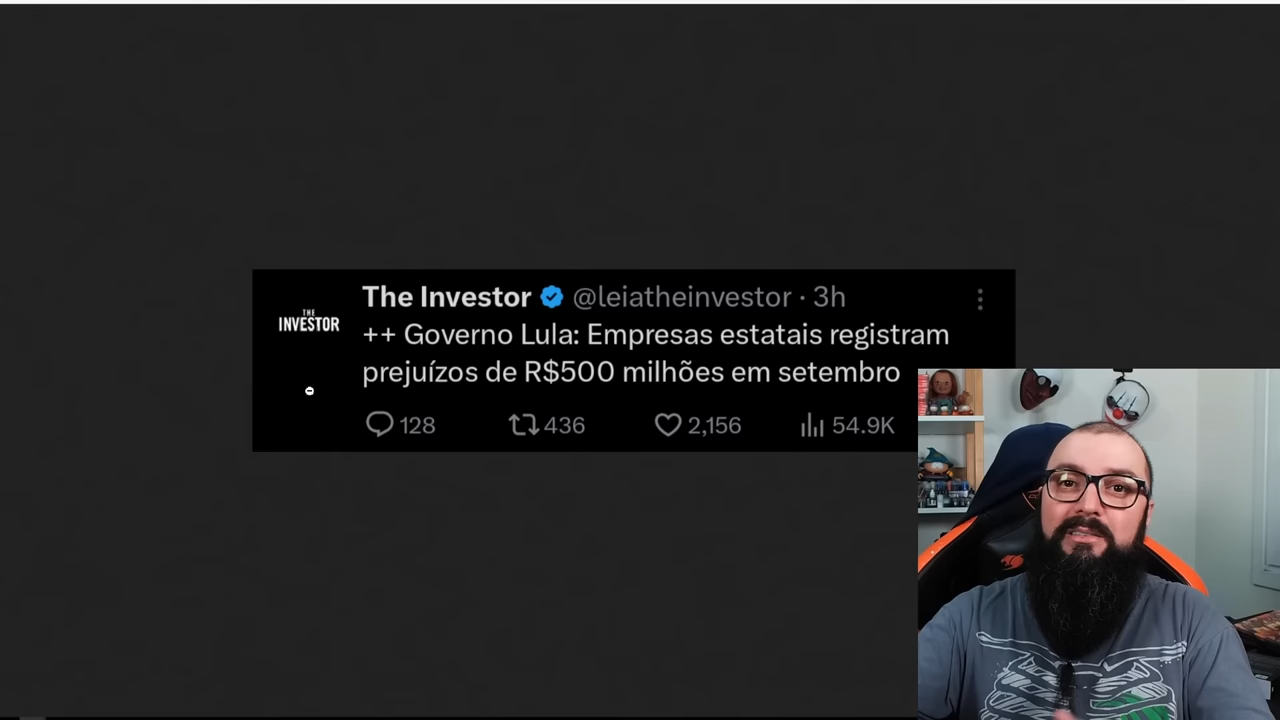 THE
INVESTOR
The Investor @leiatheinvestor · 3h
++ Governo Lula: Empresas estatais registram
prejuízos de R$500 milhões em setembro
128 436 2,156 54.9K